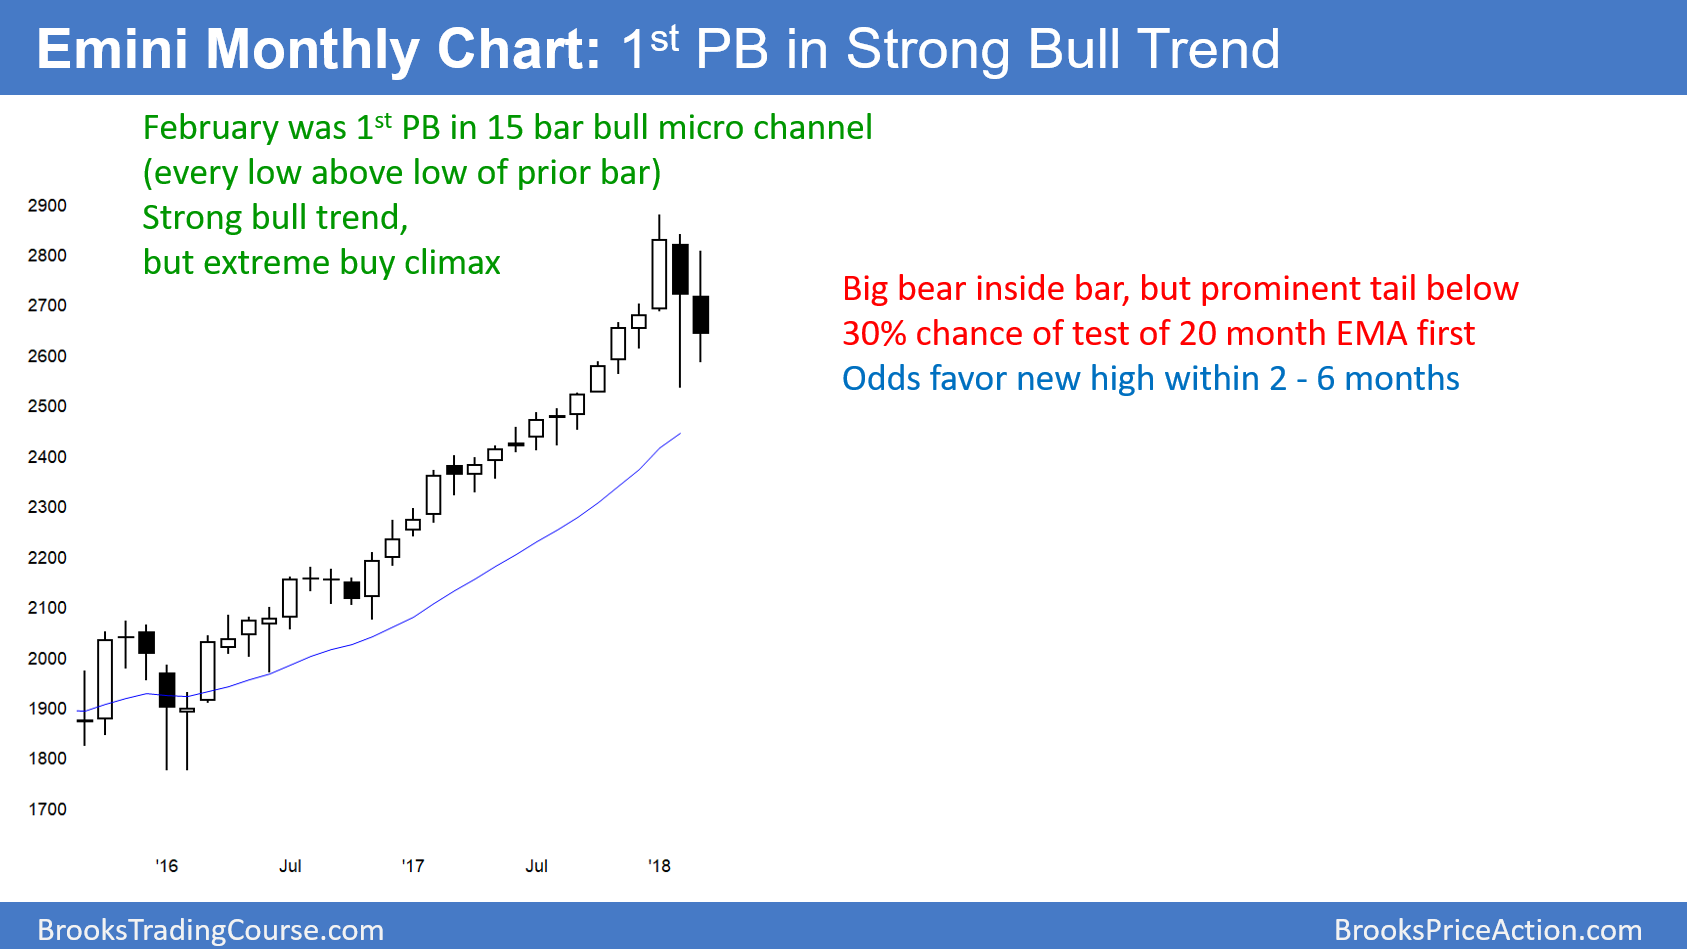 Emini Monthly Chart: 1st PB in Strong Bull Trend
February was 1st PB in 15 bar bull micro channel
(every low above low of prior bar)
Strong bull trend,
but extreme buy climax
Big bear inside bar, but prominent tail below
30% chance of test of 20 month EMA first
Odds favor new high within 2 - 6 months
2900
2800
2700
2600
2500
2400
2300
2200
2100
2000
1900
1800
1700
'16 Jul '17 Jul '18
BrooksTradingCourse.com BrooksPriceAction.com